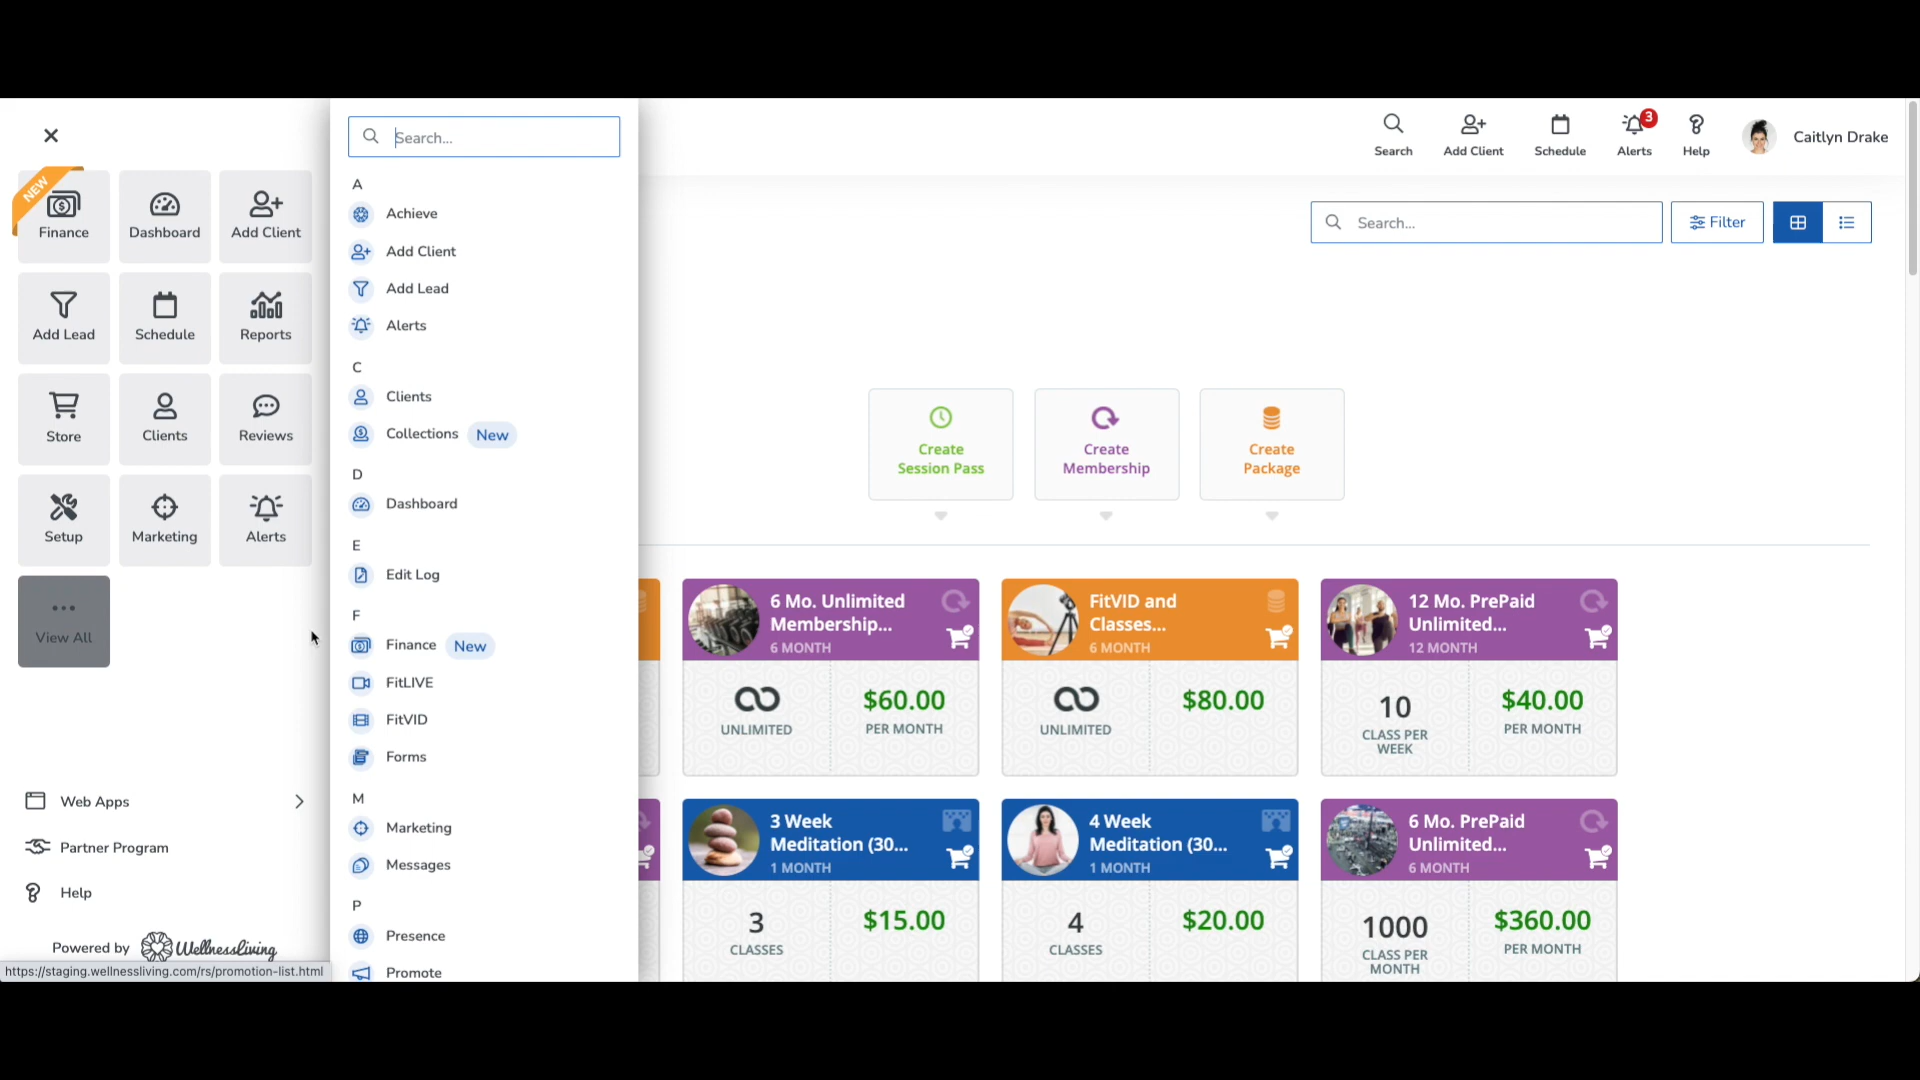 NEW
Finance
Dashboard
Add Client
Add Lead
Schedule
Reports
Store
Clients
Reviews
Setup
Marketing
Alerts
View All
Web Apps
Partner Program
Help
Powered by WellnessLiving
https://staging.wellnessliving.com/rs/promotion-list.html
Search...
A
Achieve
Add Client
Add Lead
Alerts
C
Clients
Collections New
D
Dashboard
E
Edit Log
F
Finance New
FitLIVE
FitVID
Forms
M
Marketing
Messages
P
Presence
Promote
Search
Add Client
Schedule
3
Alerts
Help
Caitlyn Drake
Search...
Filter
Create
Session Pass
Create
Membership
Create
Package
6 Mo. Unlimited
Membership...
6 MONTH
UNLIMITED
$60.00
PER MONTH
FitVID and
Classes...
6 MONTH
UNLIMITED
$80.00
12 Mo. PrePaid
Unlimited...
12 MONTH
10
CLASS PER
WEEK
$40.00
PER MONTH
3 Week
Meditation (30...
1 MONTH
3
CLASSES
$15.00
4 Week
Meditation (30...
1 MONTH
4
CLASSES
$20.00
6 Mo. PrePaid
Unlimited...
6 MONTH
1000
CLASS PER
MONTH
$360.00
PER MONTH